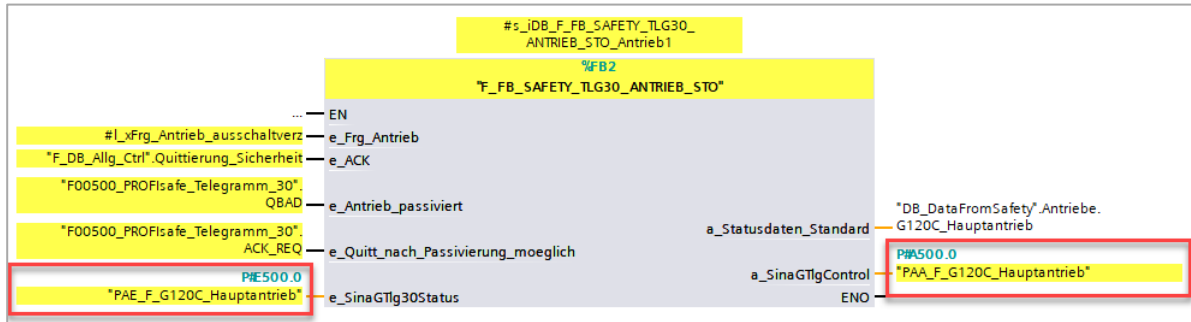 #s_iDB_F_FB_SAFETY_TLG30_
ANTRIEB_STO_Antrieb1
%FB2
"F_FB_SAFETY_TLG30_ANTRIEB_STO"
... EN
#l_xFrg_Antrieb_ausschaltverz e_Frg_Antrieb
"F_DB_Allg_Ctrl".Quittierung_Sicherheit e_ACK
"F00500_PROFIsafe_Telegramm_30".
QBAD e_Antrieb_passiviert
"F00500_PROFIsafe_Telegramm_30".
ACK_REQ e_Quitt_nach_Passivierung_moeglich
P#E500.0
"PAE_F_G120C_Hauptantrieb" e_SinaGTlg30Status
"DB_DataFromSafety".Antriebe.
a_Statusdaten_Standard G120C_Hauptantrieb
P#A500.0
a_SinaGTlgControl "PAA_F_G120C_Hauptantrieb"
ENO